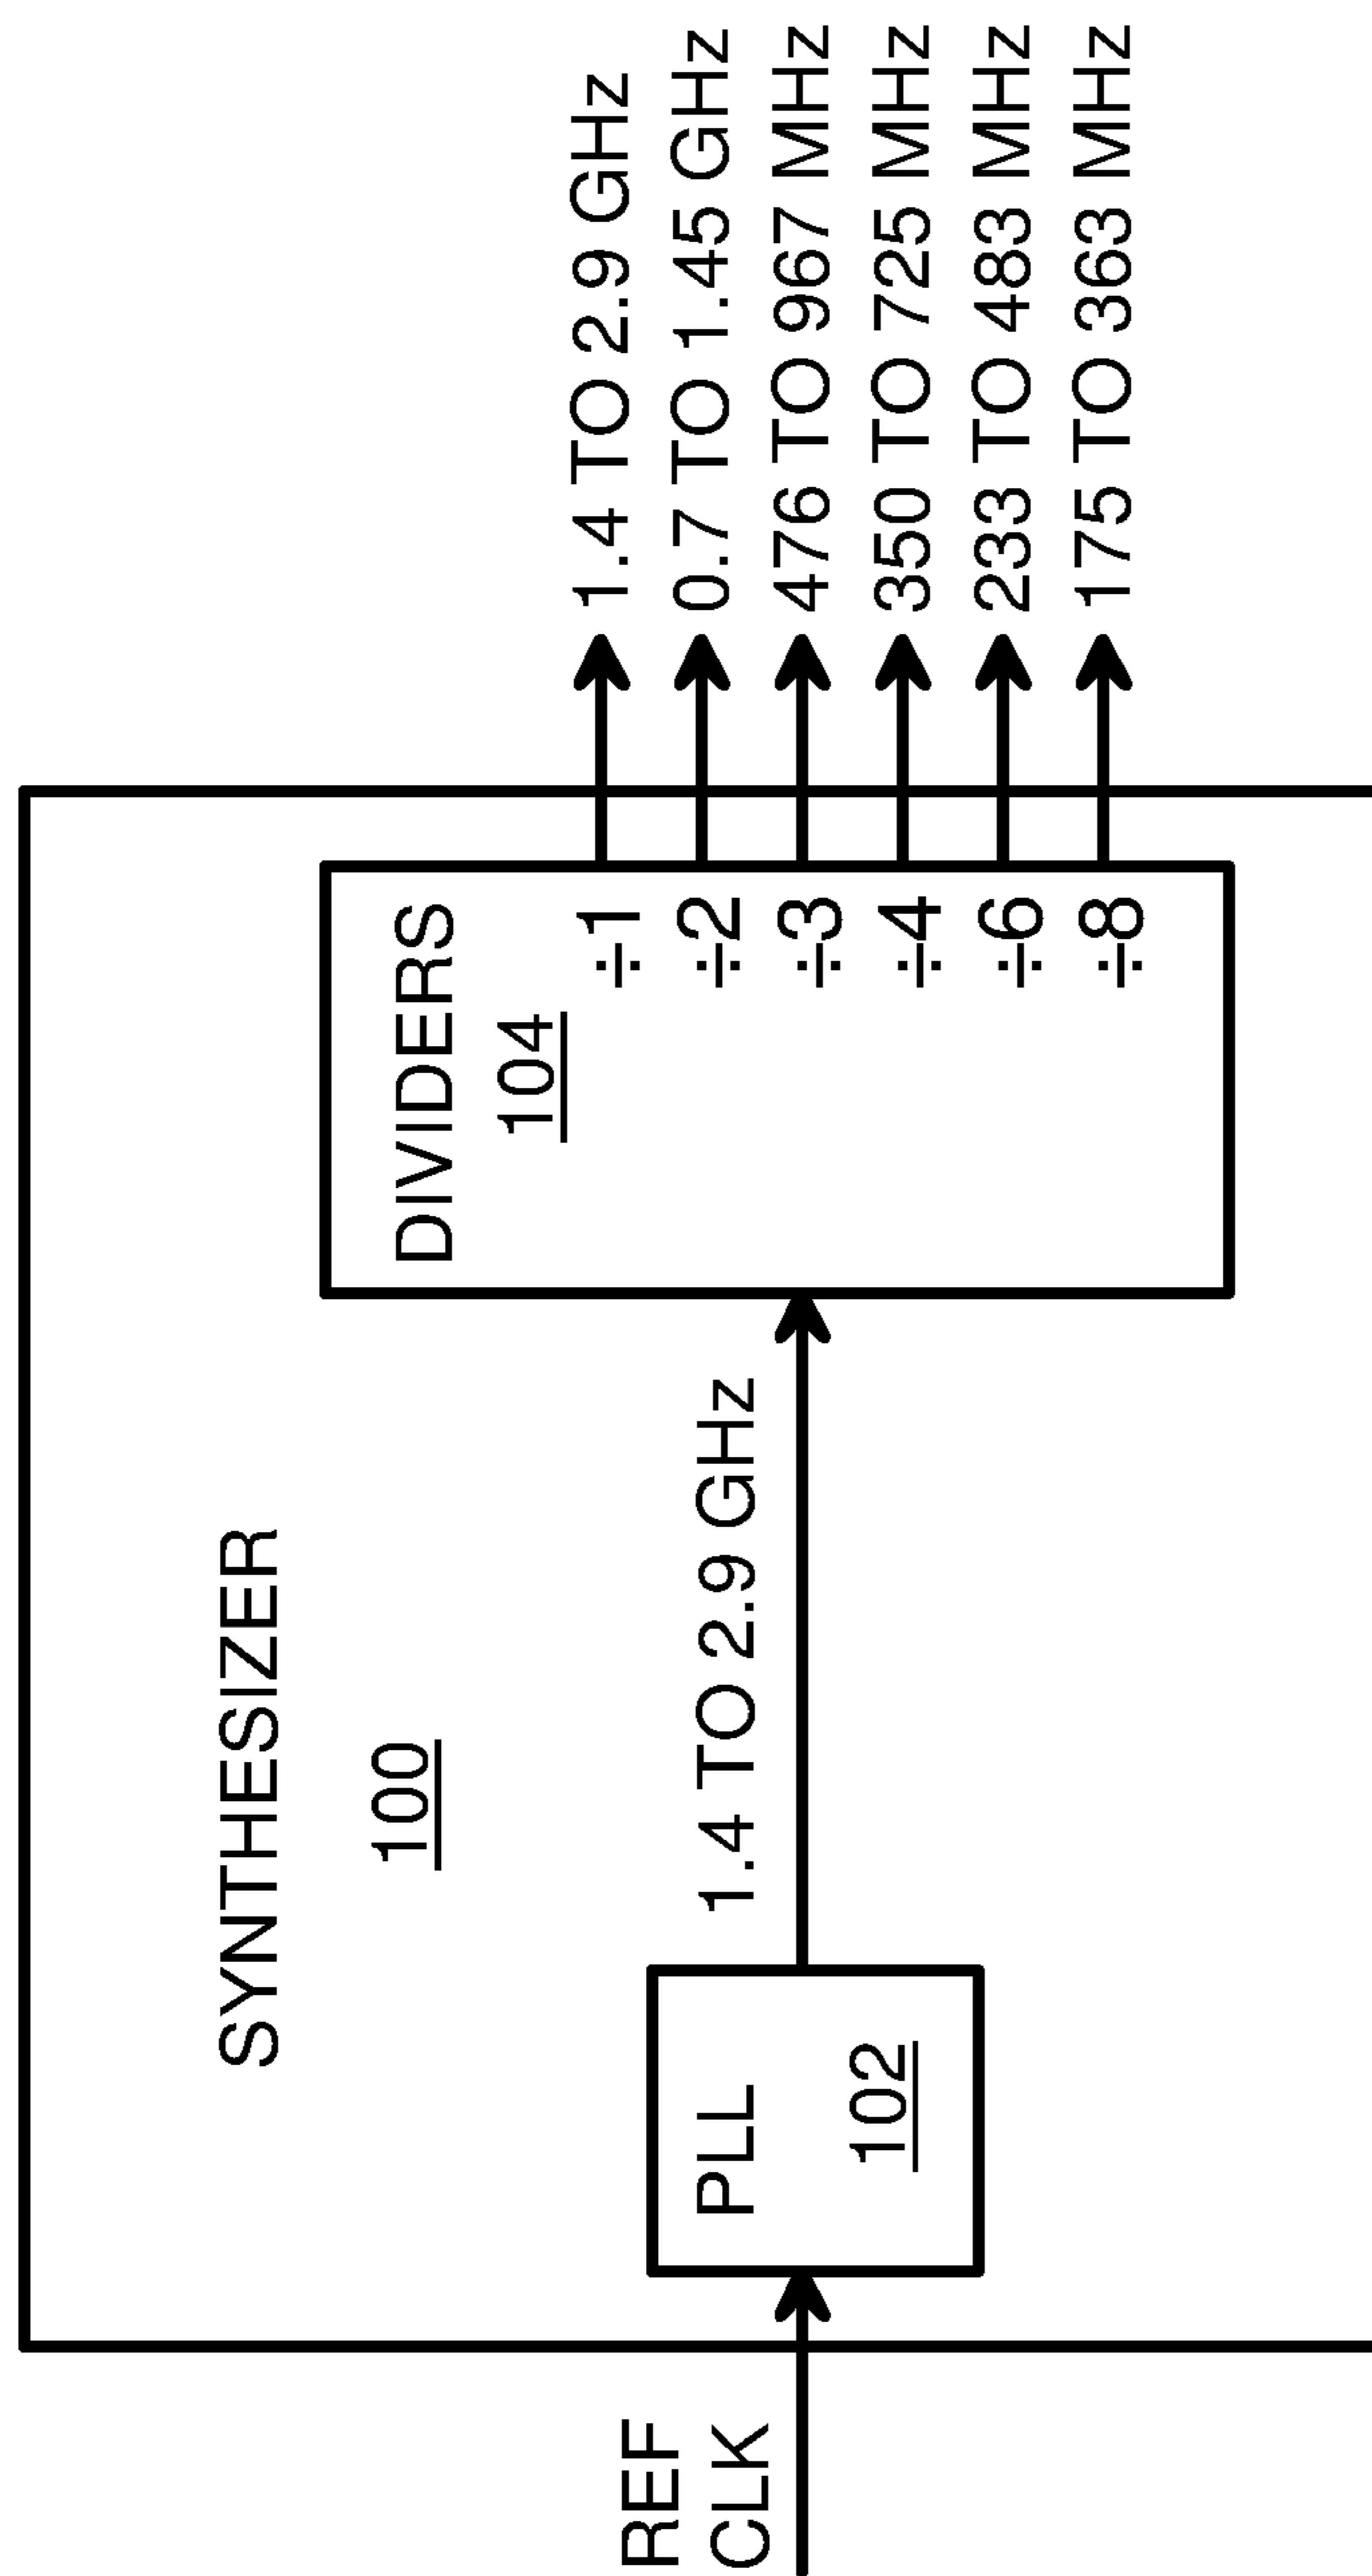 SYNTHESIZER
100
REF
CLK
PLL
102
1.4 TO 2.9 GHz
DIVIDERS
104
÷1
÷2
÷3
÷4
÷6
÷8
1.4 TO 2.9 GHz
0.7 TO 1.45 GHz
476 TO 967 MHz
350 TO 725 MHz
233 TO 483 MHz
175 TO 363 MHz